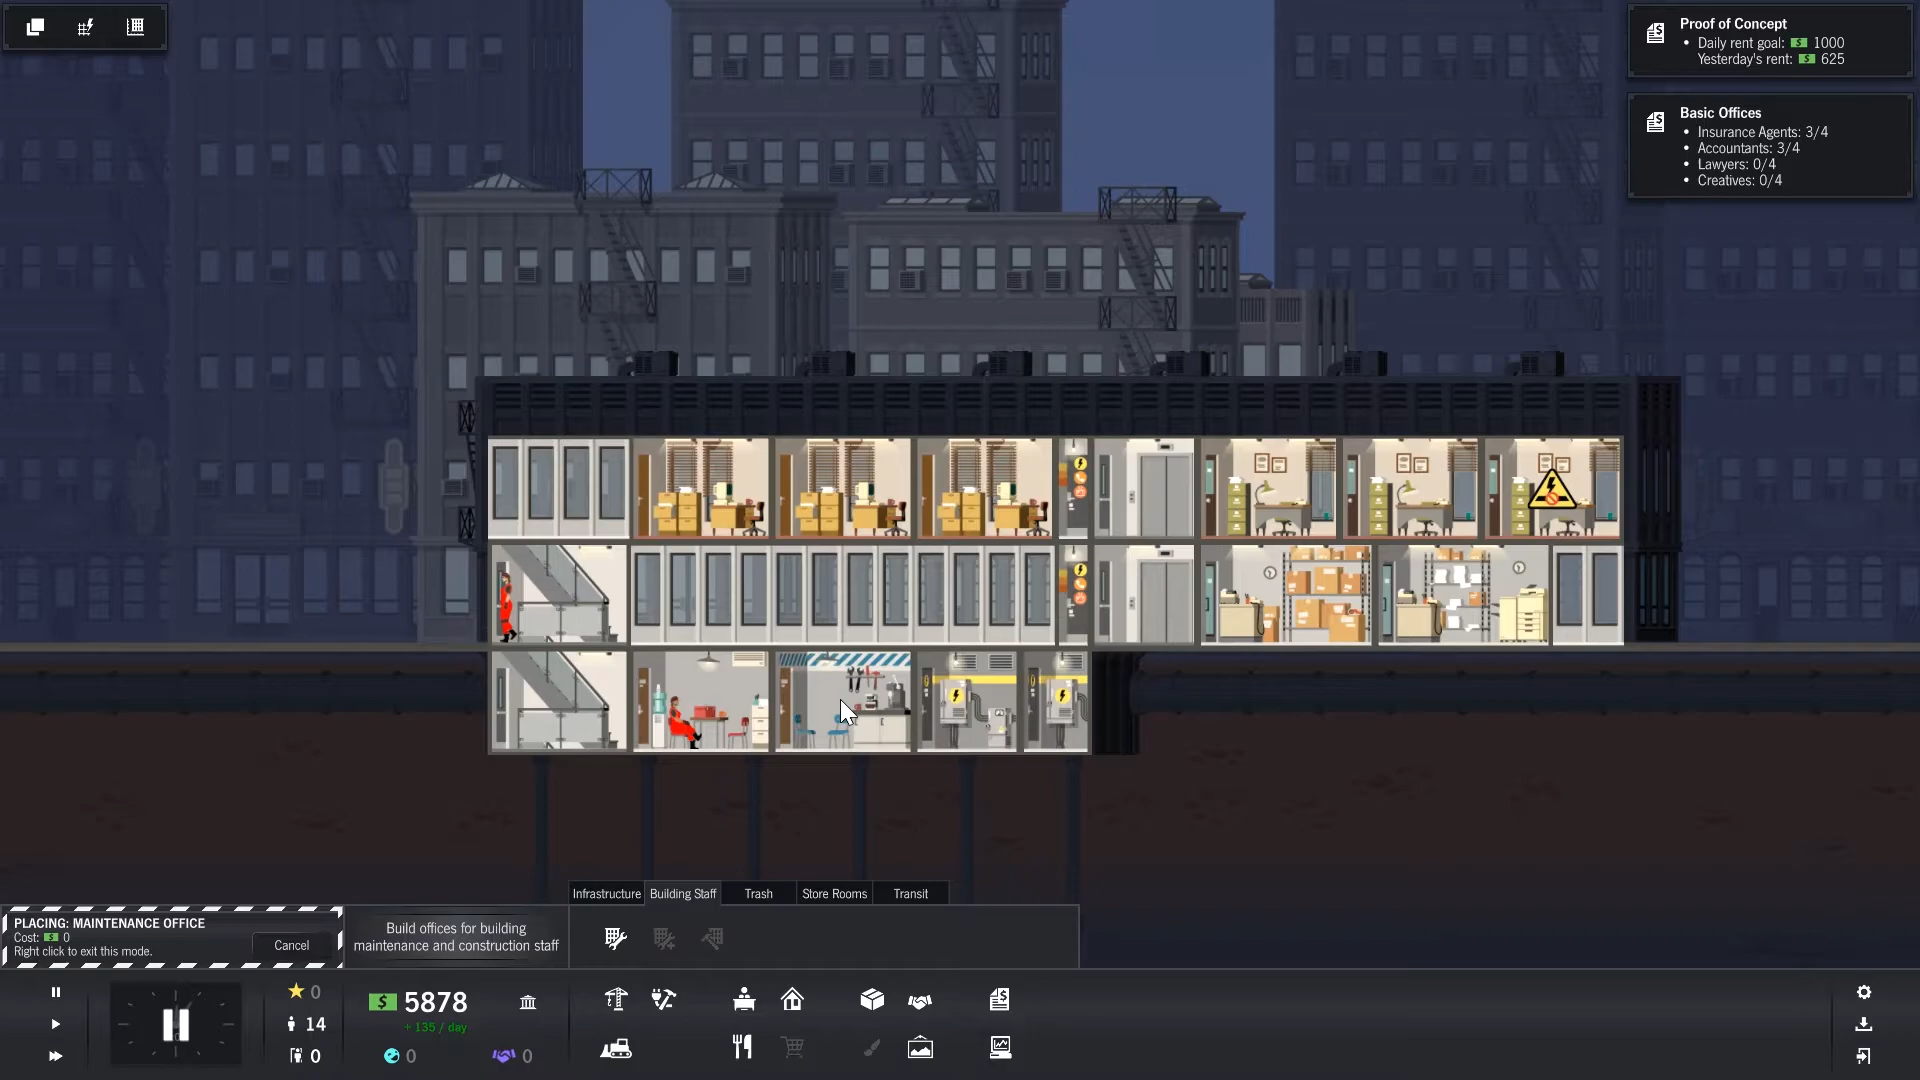 Proof of Concept
• Daily rent goal: $ 1000
Yesterday's rent: $ 625
Basic Offices
• Insurance Agents: 3/4
• Accountants: 3/4
• Lawyers: 0/4
• Creatives: 0/4
Infrastructure
Building Staff
Trash
Store Rooms
Transit
PLACING: MAINTENANCE OFFICE
Cost: $ 0
Right click to exit this mode.
Cancel
Build offices for building
maintenance and construction staff
0
14
0
$ 5878
+ 135 / day
0
0